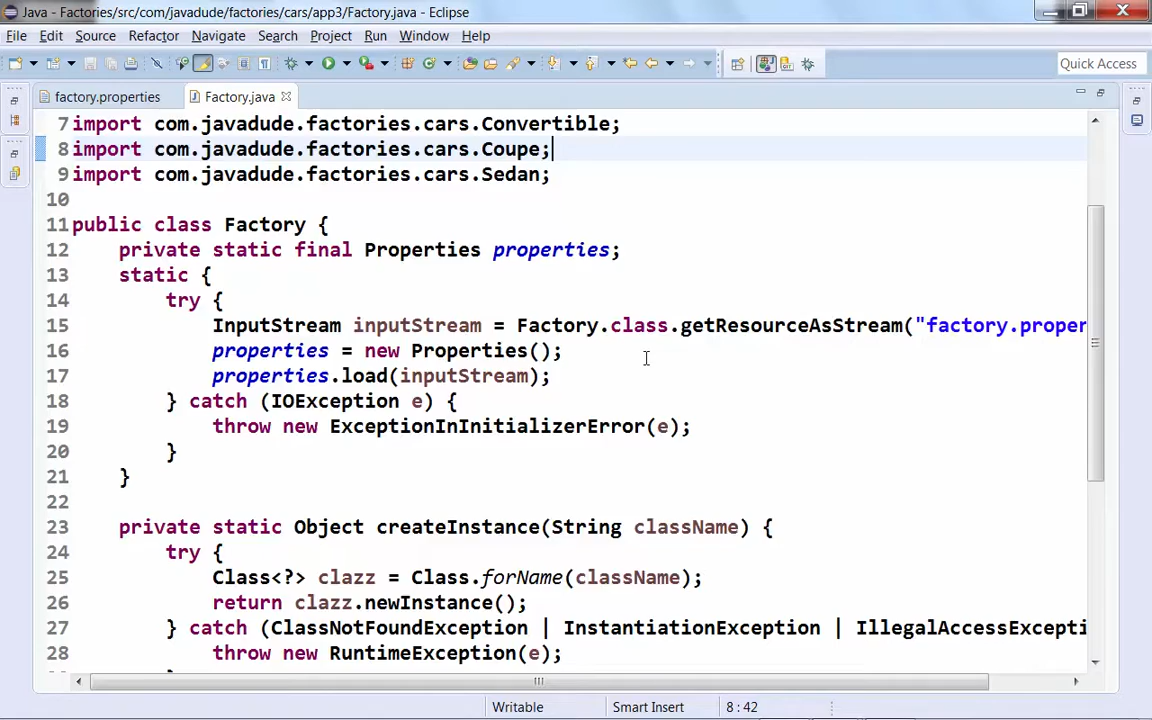 Java - Factories/src/com/javadude/factories/cars/app3/Factory.java - Eclipse
File Edit Source Refactor Navigate Search Project Run Window Help
Quick Access
factory.properties Factory.java
7 import com.javadude.factories.cars.Convertible;
8 import com.javadude.factories.cars.Coupe;
9 import com.javadude.factories.cars.Sedan;
10
11 public class Factory {
12 private static final Properties properties;
13 static {
14 try {
15 InputStream inputStream = Factory.class.getResourceAsStream("factory.proper
16 properties = new Properties();
17 properties.load(inputStream);
18 } catch (IOException e) {
19 throw new ExceptionInInitializerError(e);
20 }
21 }
22
23 private static Object createInstance(String className) {
24 try {
25 Class<?> clazz = Class.forName(className);
26 return clazz.newInstance();
27 } catch (ClassNotFoundException | InstantiationException | IllegalAccessExcepti
28 throw new RuntimeException(e);
Writable Smart Insert 8 : 42